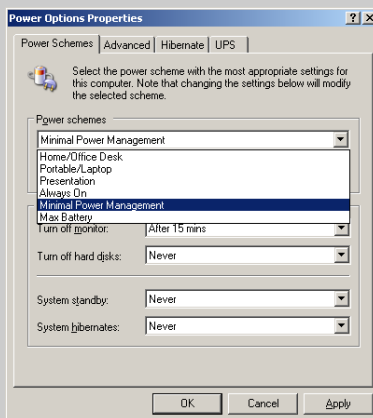 Power Options Properties
Power Schemes Advanced Hibernate UPS
Select the power scheme with the most appropriate settings for
this computer. Note that changing the settings below will modify
the selected scheme.
Power schemes
Minimal Power Management
Home/Office Desk
Portable/Laptop
Presentation
Always On
Minimal Power Management
Max Battery
Turn off monitor: After 15 mins
Turn off hard disks: Never
System standby: Never
System hibernates: Never
OK Cancel Apply